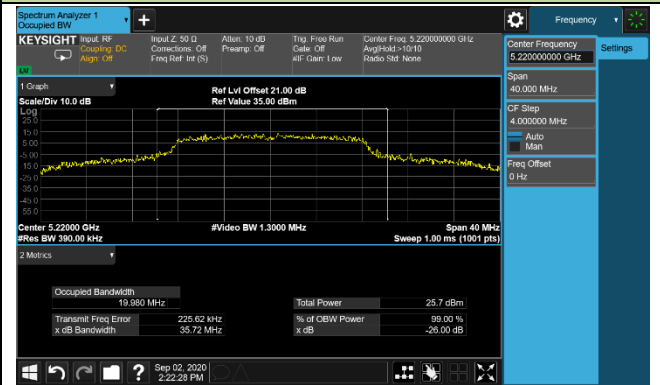 Spectrum Analyzer 1
Occupied BW
Frequency
KEYSIGHT
Input: RF
Coupling: DC
Align: Off
Input Z: 50 Ω
Corrections: Off
Freq Ref: Int (S)
Atten: 10 dB
Preamp: Off
Trig: Free Run
Gate: Off
#IF Gain: Low
Center Freq: 5.220000000 GHz
Avg|Hold:>10/10
Radio Std: None
Center Frequency
5.220000000 GHz
Settings
Span
40.000 MHz
CF Step
4.000000 MHz
Auto
Man
Freq Offset
0 Hz
1 Graph
Scale/Div 10.0 dB
Ref Lvl Offset 21.00 dB
Ref Value 35.00 dBm
Log
25.0
15.0
5.00
-5.00
-15.0
-25.0
-35.0
-45.0
-55.0
Center 5.22000 GHz
#Res BW 390.00 kHz
#Video BW 1.3000 MHz
Span 40 MHz
Sweep 1.00 ms (1001 pts)
2 Metrics
Occupied Bandwidth
19.980 MHz
Transmit Freq Error 225.62 kHz
x dB Bandwidth 35.72 MHz
Total Power 25.7 dBm
% of OBW Power 99.00 %
x dB -26.00 dB
Sep 02, 2020
2:22:28 PM